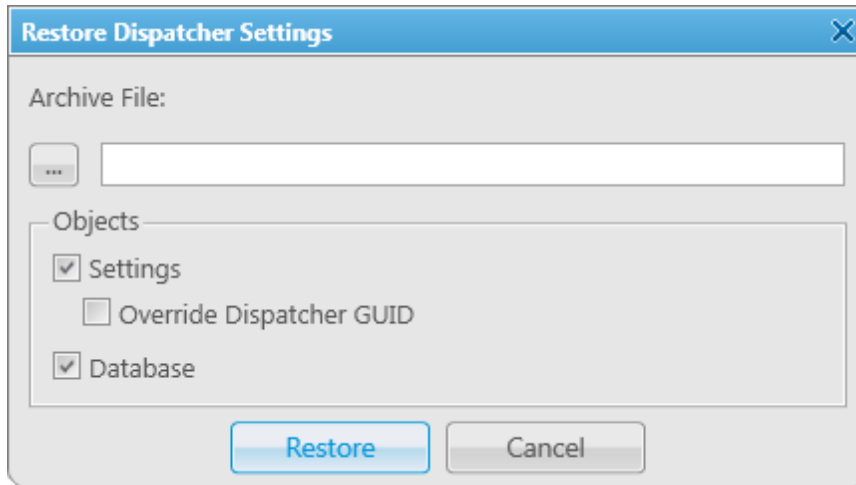 Restore Dispatcher Settings
Archive File:
...
Objects
Settings
Override Dispatcher GUID
Database
Restore Cancel